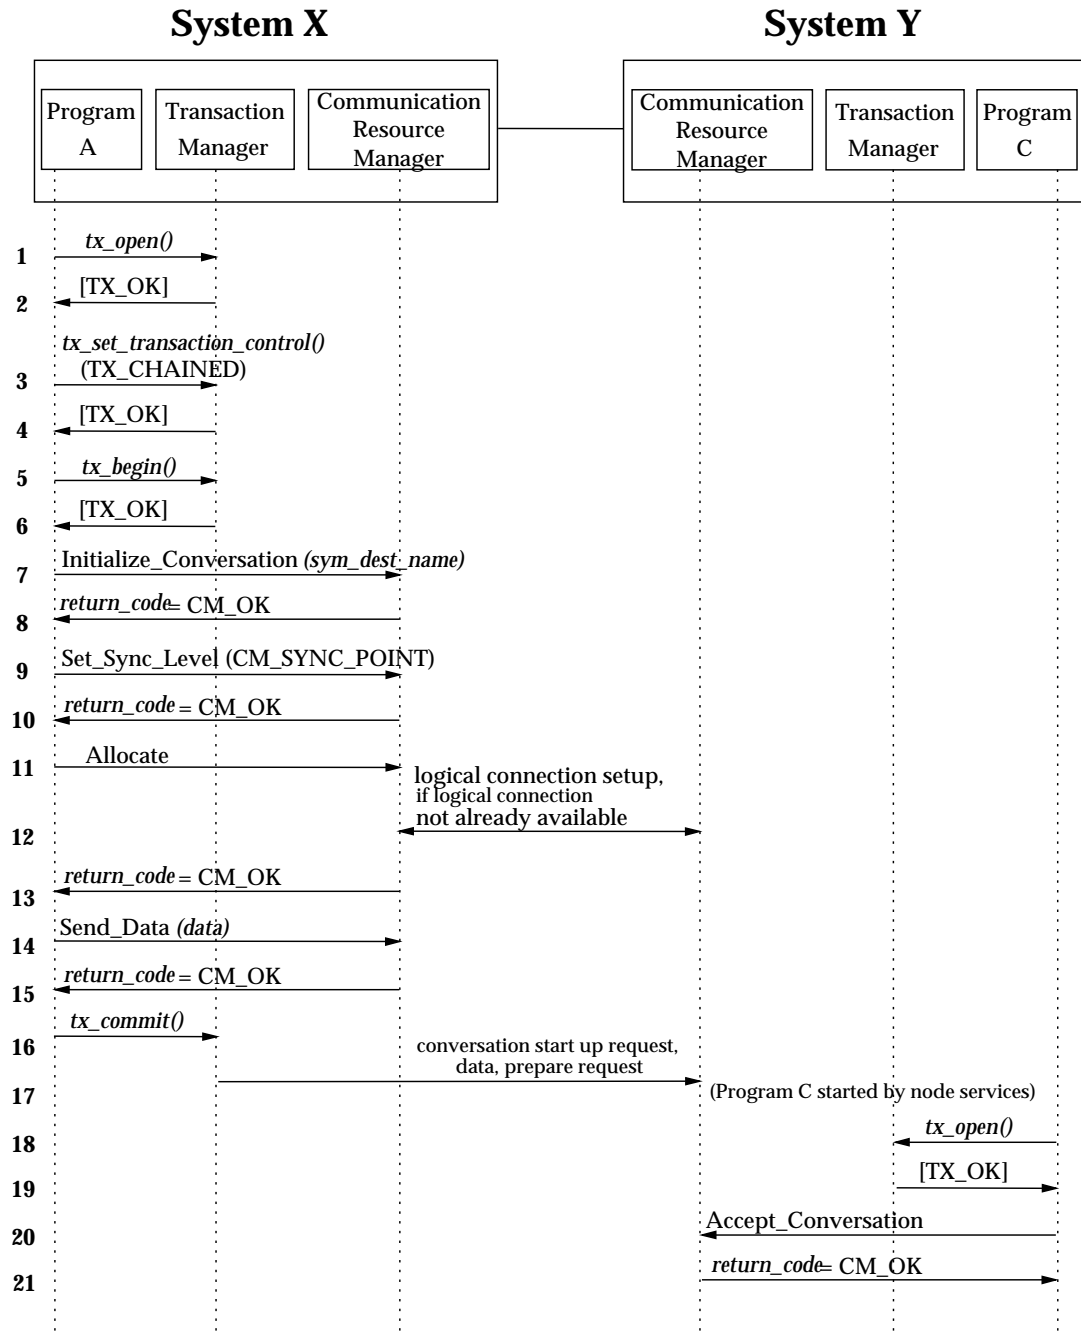 System X
System Y
Program
A
Transaction
Manager
Communication
Resource
Manager
Communication
Resource
Manager
Transaction
Manager
Program
C
1
tx_open()
2
[TX_OK]
tx_set_transaction_control()
3
(TX_CHAINED)
4
[TX_OK]
5
tx_begin()
6
[TX_OK]
7
Initialize_Conversation (sym_dest_name)
8
return_code= CM_OK
9
Set_Sync_Level (CM_SYNC_POINT)
10
return_code = CM_OK
11
Allocate
logical connection setup,
if logical connection
not already available
12
13
return_code = CM_OK
14
Send_Data (data)
15
return_code = CM_OK
16
tx_commit()
conversation start up request,
data, prepare request
17
(Program C started by node services)
18
tx_open()
19
[TX_OK]
20
Accept_Conversation
21
return_code= CM_OK